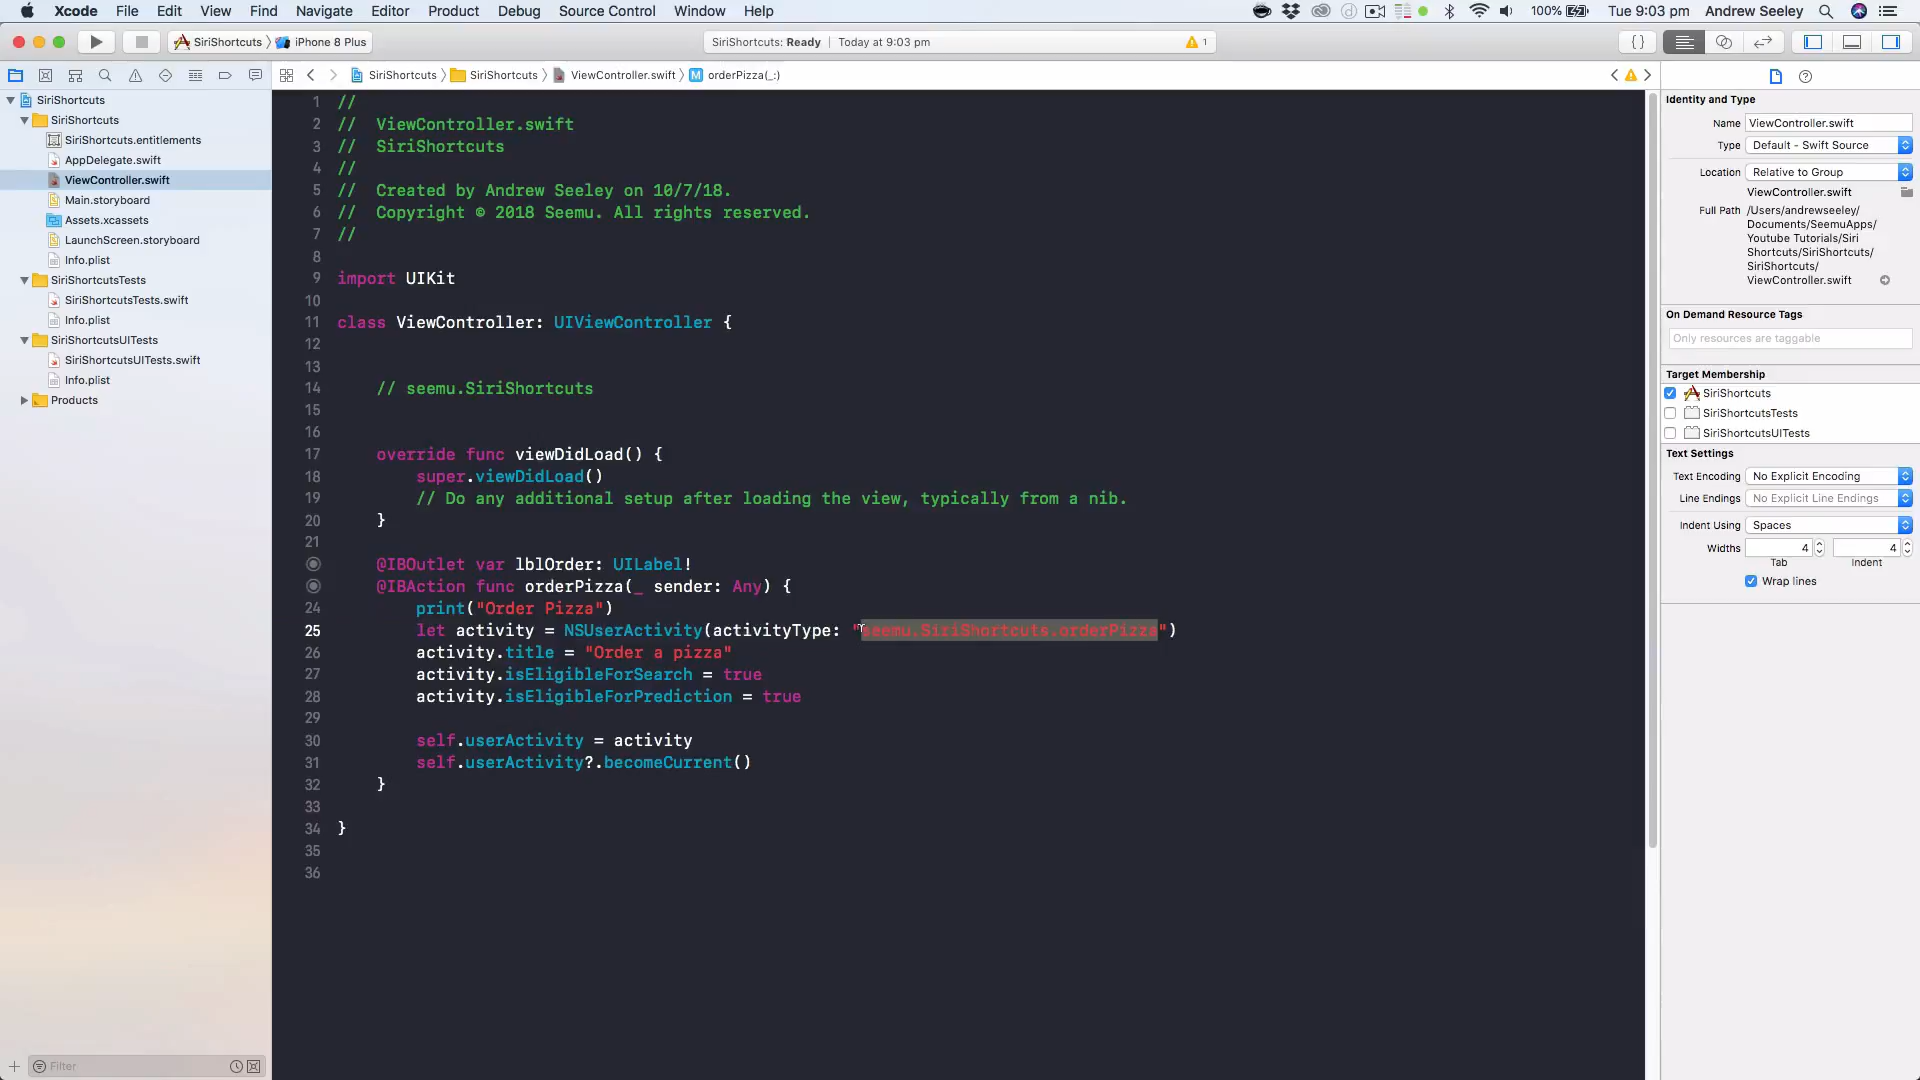 Xcode File Edit View Find Navigate Editor Product Debug Source Control Window Help 100% Tue 9:03 pm Andrew Seeley
SiriShortcuts iPhone 8 Plus SiriShortcuts: Ready Today at 9:03 pm 1
SiriShortcuts SiriShortcuts ViewController.swift M orderPizza(_:)
SiriShortcuts
SiriShortcuts
SiriShortcuts.entitlements
AppDelegate.swift
ViewController.swift
Main.storyboard
Assets.xcassets
LaunchScreen.storyboard
Info.plist
SiriShortcutsTests
SiriShortcutsTests.swift
Info.plist
SiriShortcutsUITests
SiriShortcutsUITests.swift
Info.plist
Products
Filter
1 //
2 // ViewController.swift
3 // SiriShortcuts
4 //
5 // Created by Andrew Seeley on 10/7/18.
6 // Copyright © 2018 Seemu. All rights reserved.
7 //
8
9 import UIKit
10
11 class ViewController: UIViewController {
12
13
14 // seemu.SiriShortcuts
15
16
17 override func viewDidLoad() {
18 super.viewDidLoad()
19 // Do any additional setup after loading the view, typically from a nib.
20 }
21
@IBOutlet var lblOrder: UILabel!
@IBAction func orderPizza(_ sender: Any) {
24 print("Order Pizza")
25 let activity = NSUserActivity(activityType: "seemu.SiriShortcuts.orderPizza")
26 activity.title = "Order a pizza"
27 activity.isEligibleForSearch = true
28 activity.isEligibleForPrediction = true
29
30 self.userActivity = activity
31 self.userActivity?.becomeCurrent()
32 }
33
34 }
35
36
Identity and Type
Name ViewController.swift
Type Default - Swift Source
Location Relative to Group
ViewController.swift
Full Path /Users/andrewseeley/
Documents/SeemuApps/
Youtube Tutorials/Siri
Shortcuts/SiriShortcuts/
SiriShortcuts/
ViewController.swift
On Demand Resource Tags
Only resources are taggable
Target Membership
SiriShortcuts
SiriShortcutsTests
SiriShortcutsUITests
Text Settings
Text Encoding No Explicit Encoding
Line Endings No Explicit Line Endings
Indent Using Spaces
Widths 4 4
Tab Indent
Wrap lines